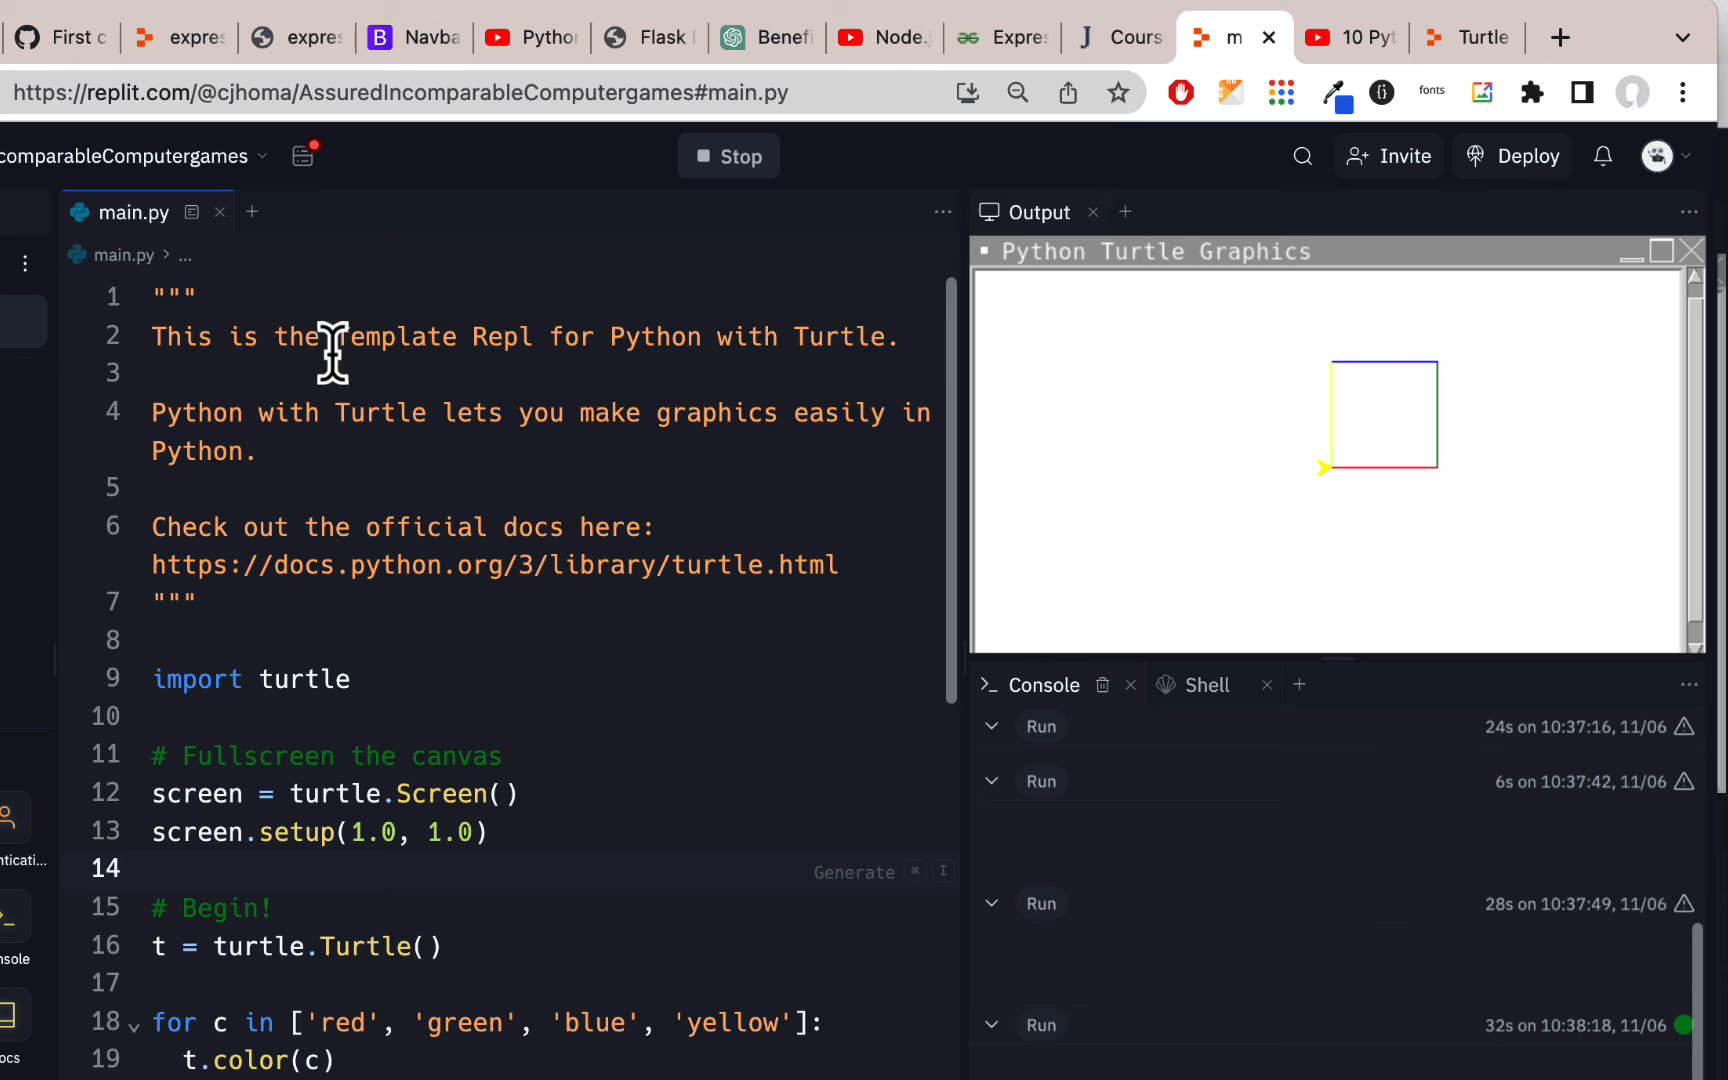 First c
expres
expres
Navba
Pythor
Flask
Benefi
Node.j
Expres
Cours
m
10 Pyt
Turtle
https://replit.com/@cjhoma/AssuredIncomparableComputergames#main.py
fonts
comparableComputergames
Stop
Invite
Deploy
main.py
Output
main.py > ...
Python Turtle Graphics
1 """
2 This is the Template Repl for Python with Turtle.
3
4 Python with Turtle lets you make graphics easily in
Python.
5
6 Check out the official docs here:
https://docs.python.org/3/library/turtle.html
7 """
8
9 import turtle
10
11 # Fullscreen the canvas
12 screen = turtle.Screen()
13 screen.setup(1.0, 1.0)
14
Generate ⌘ I
15 # Begin!
16 t = turtle.Turtle()
17
18 for c in ['red', 'green', 'blue', 'yellow']:
19 t.color(c)
nticati...
nsole
ocs
Console
Shell
Run 24s on 10:37:16, 11/06
Run 6s on 10:37:42, 11/06
Run 28s on 10:37:49, 11/06
Run 32s on 10:38:18, 11/06